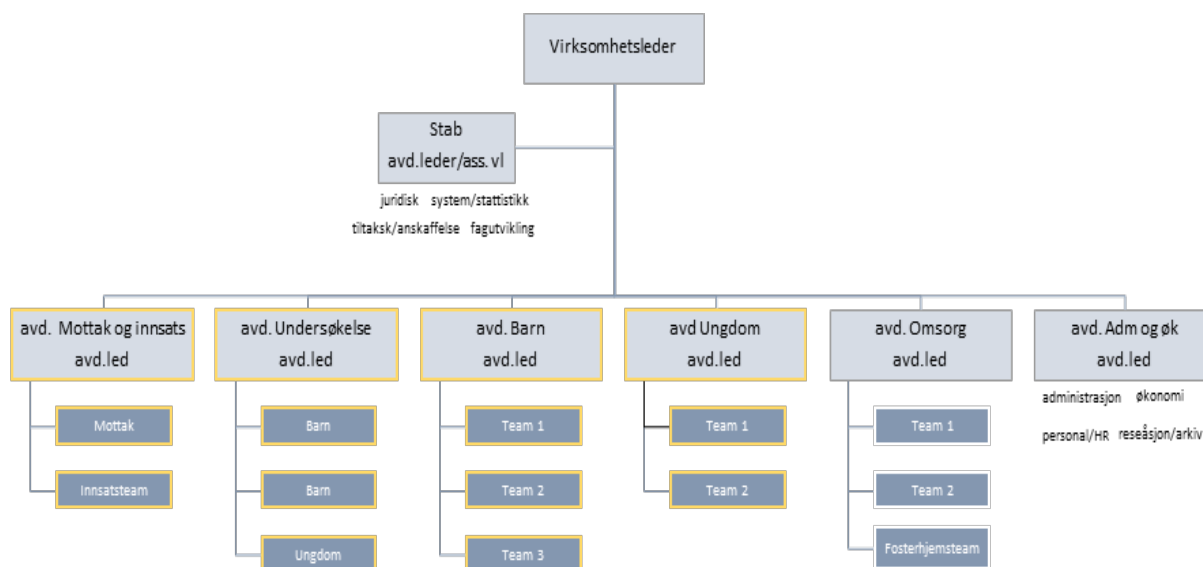 Virksomhetsleder
Stab
avd.leder/ass. vl
juridisk system/stattistikk
tiltaksk/anskaffelse fagutvikling
avd. Mottak og innsats
avd.led
avd. Undersøkelse
avd.led
avd. Barn
avd.led
avd Ungdom
avd.led
avd. Omsorg
avd.led
avd. Adm og øk
avd.led
administrasjon økonomi
personal/HR reseåsjon/arkiv
Mottak
Innsatsteam
Barn
Barn
Ungdom
Team 1
Team 2
Team 3
Team 1
Team 2
Team 1
Team 2
Fosterhjemsteam